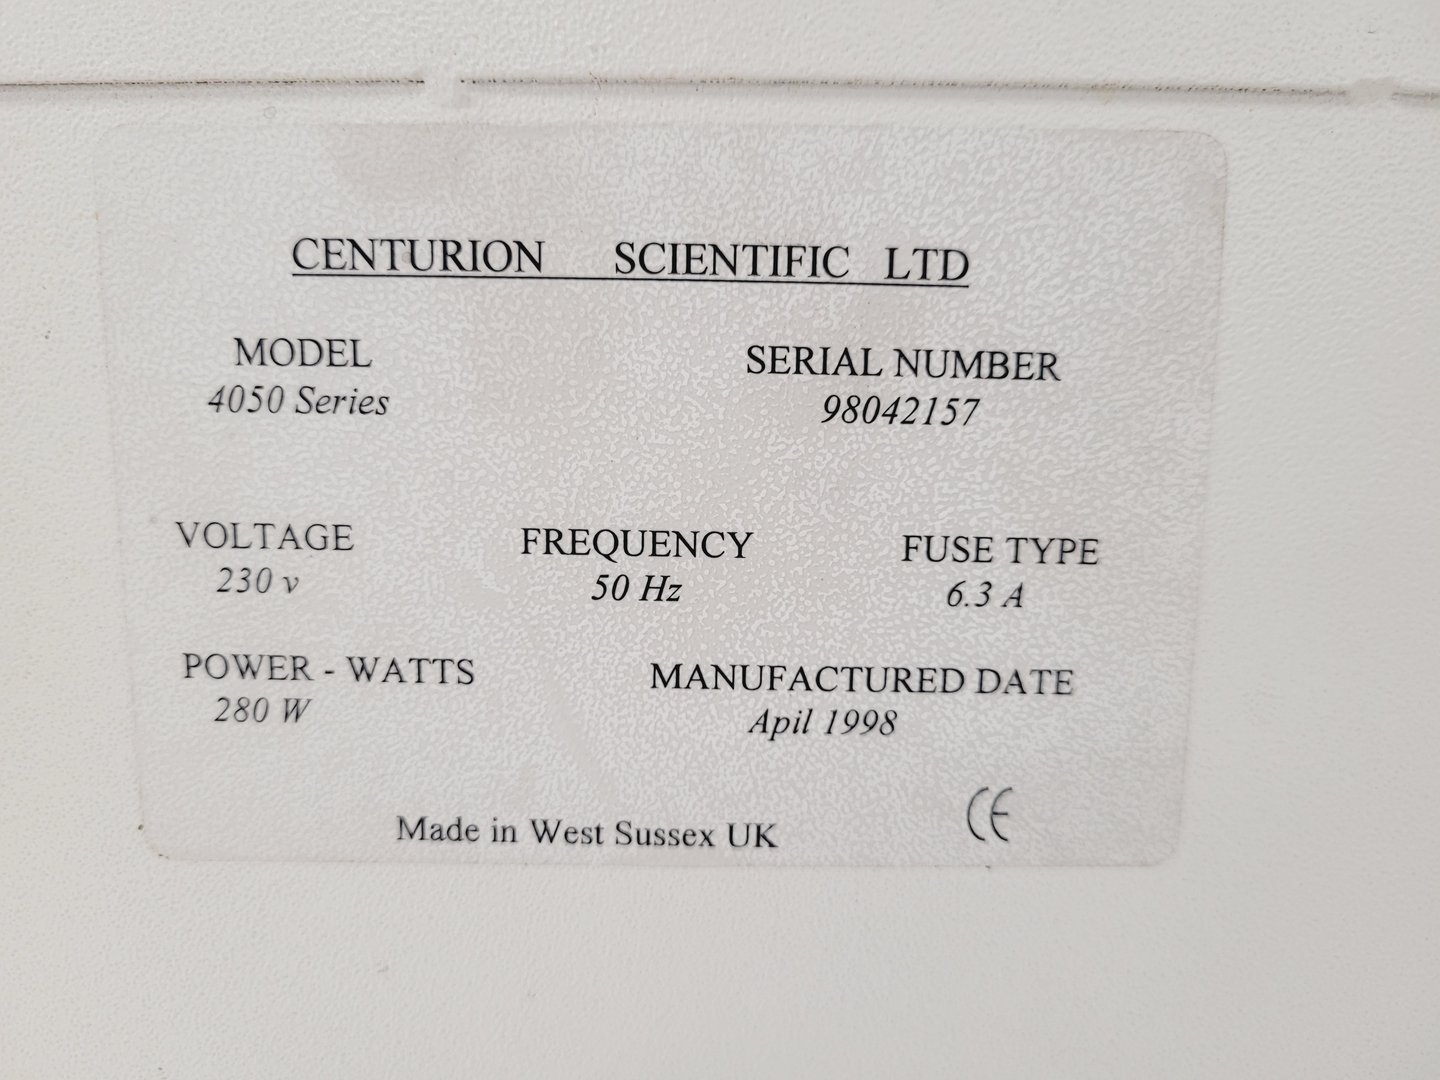 CENTURION SCIENTIFIC LTD
MODEL SERIAL NUMBER
4050 Series 98042157
VOLTAGE FREQUENCY FUSE TYPE
230 v 50 Hz 6.3 A
POWER - WATTS MANUFACTURED DATE
280 W Apil 1998
Made in West Sussex UK CE